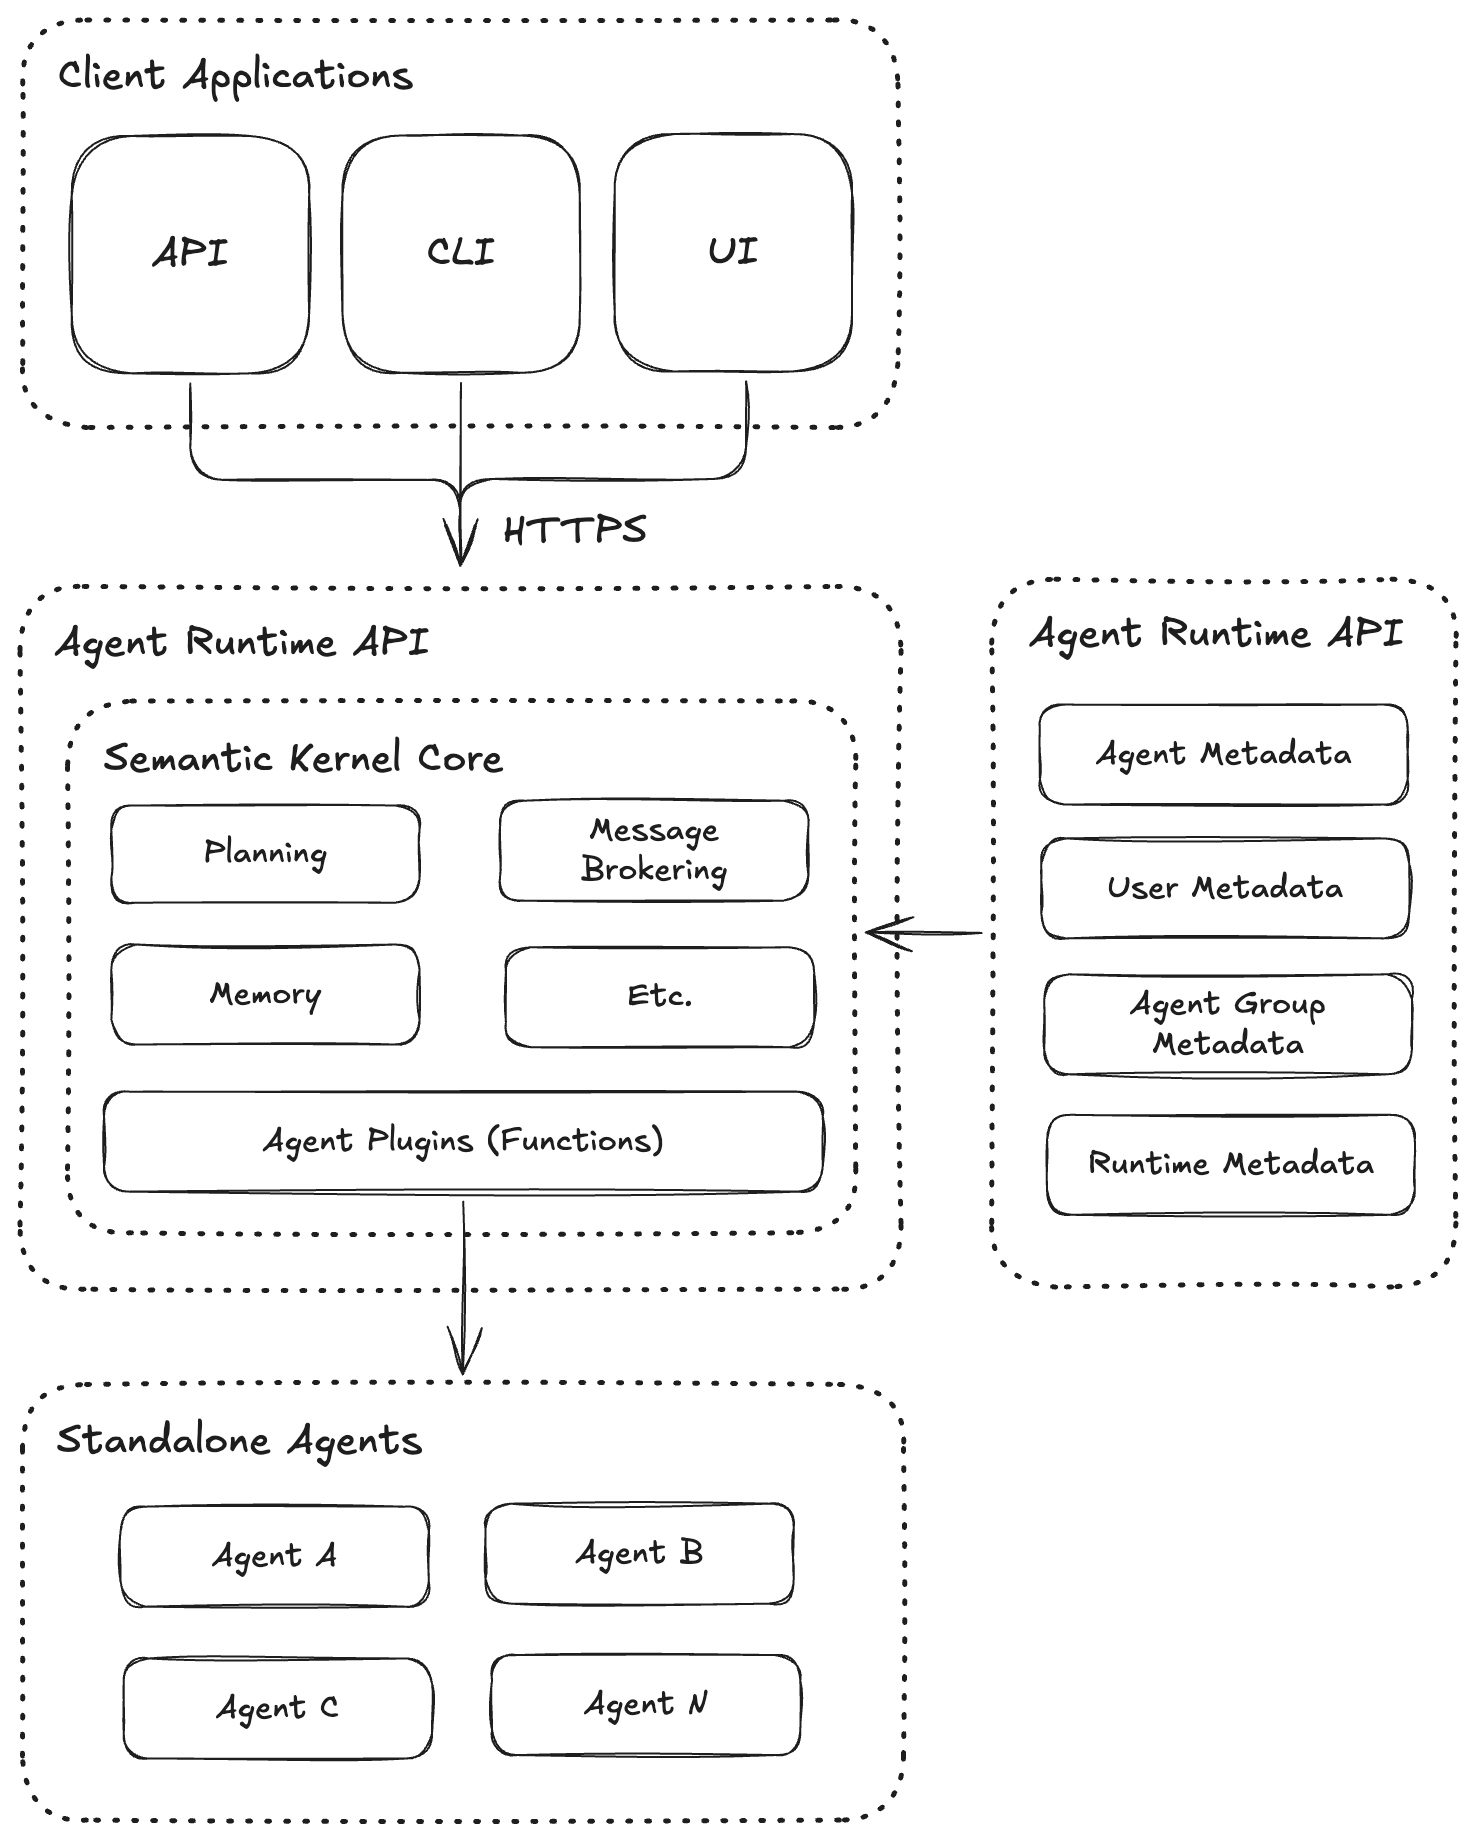 Client Applications
API
CLI
UI
HTTPS
Agent Runtime API
Semantic Kernel Core
Planning
Message
Brokering
Memory
Etc.
Agent Plugins (Functions)
Agent Runtime API
Agent Metadata
User Metadata
Agent Group
Metadata
Runtime Metadata
Standalone Agents
Agent A
Agent B
Agent C
Agent N